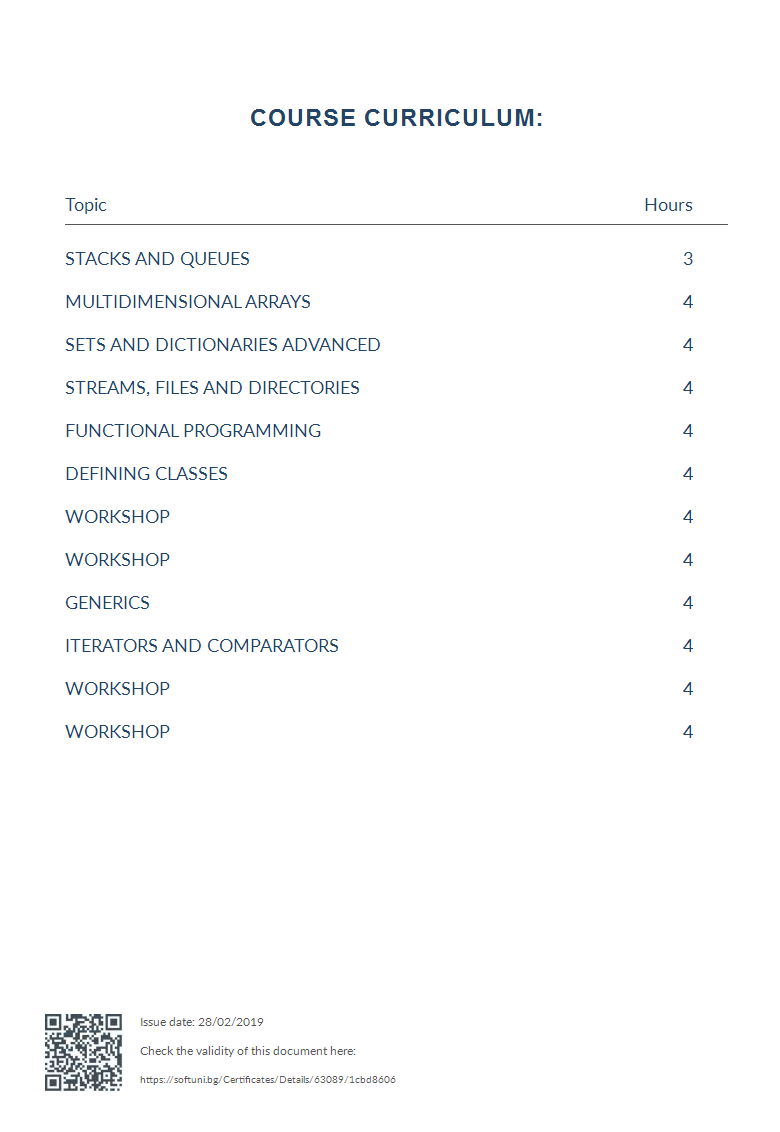 COURSE CURRICULUM:
Topic Hours
STACKS AND QUEUES 3
MULTIDIMENSIONAL ARRAYS 4
SETS AND DICTIONARIES ADVANCED 4
STREAMS, FILES AND DIRECTORIES 4
FUNCTIONAL PROGRAMMING 4
DEFINING CLASSES 4
WORKSHOP 4
WORKSHOP 4
GENERICS 4
ITERATORS AND COMPARATORS 4
WORKSHOP 4
WORKSHOP 4
Issue date: 28/02/2019
Check the validity of this document here:
https://softuni.bg/Certificates/Details/63089/1cbd8606